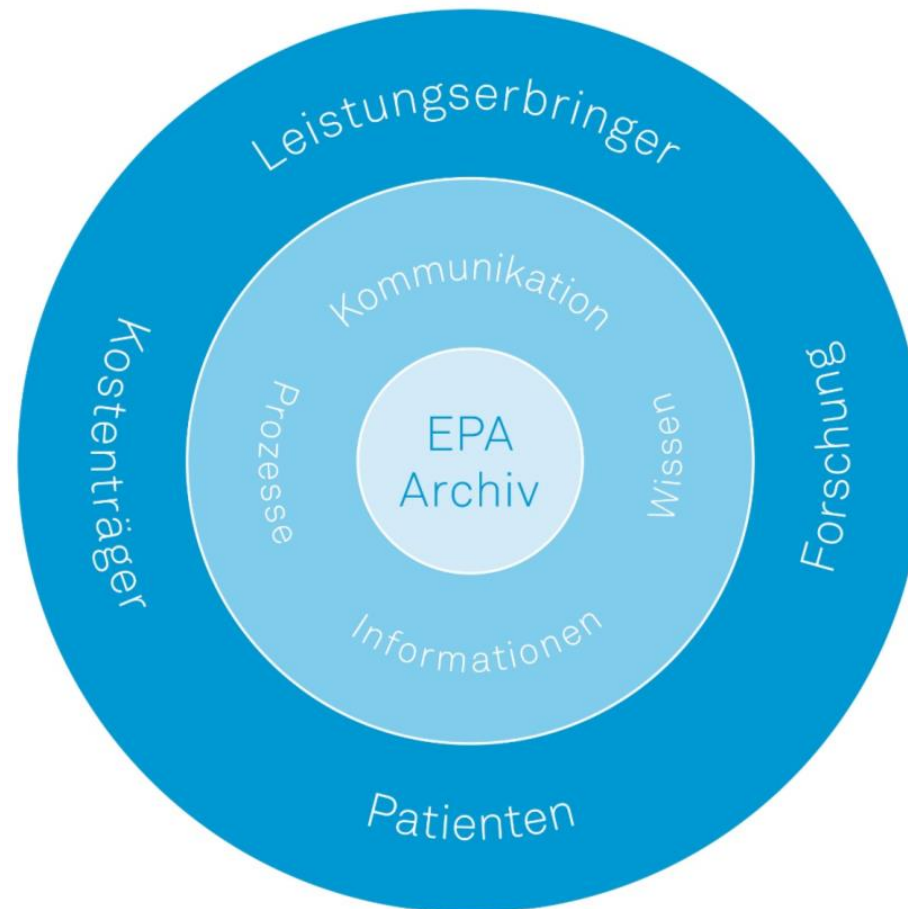 Leistungserbringer
Kommunikation
Kostenträger
Prozesse
EPA
Archiv
Wissen
Forschung
Informationen
Patienten